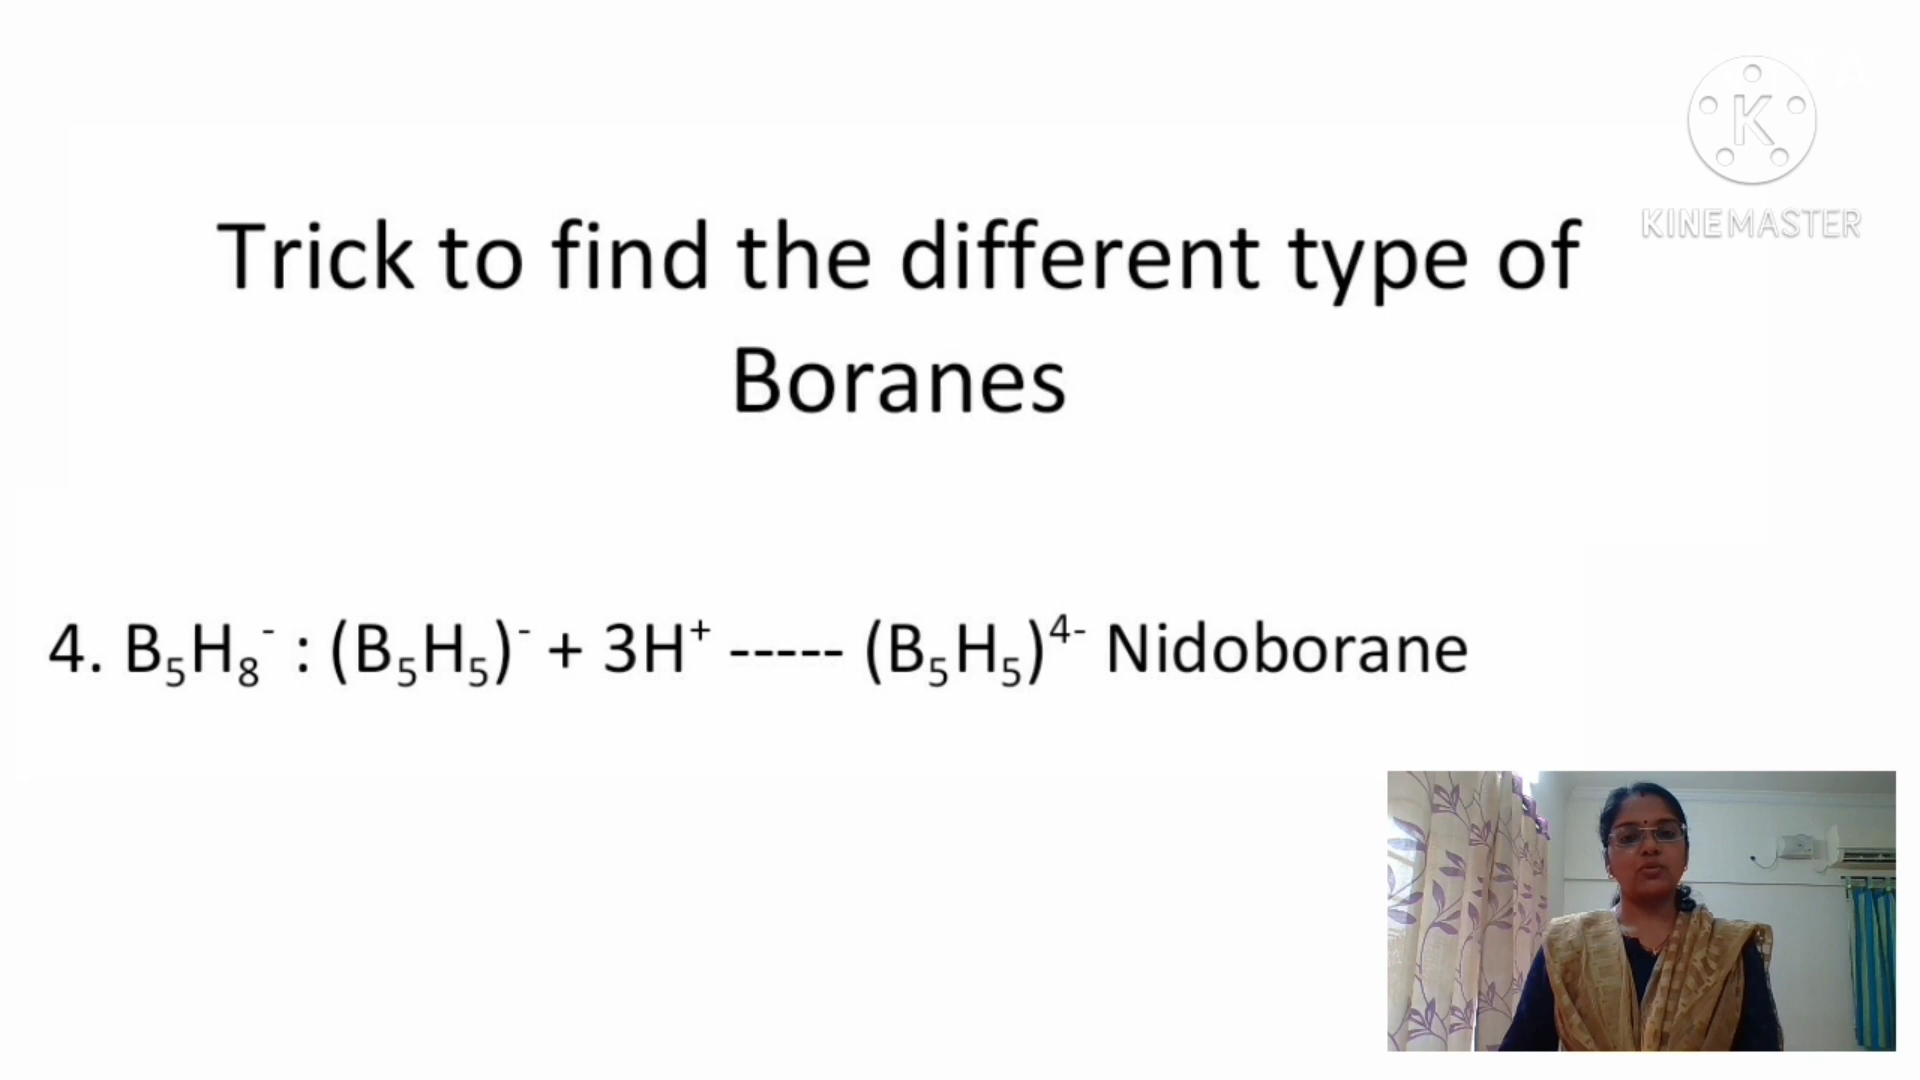 K
KINEMASTER
Trick to find the different type of
Boranes
4. B₅H₈⁻ : (B₅H₅)⁻ + 3H⁺ ----- (B₅H₅)⁴⁻ Nidoborane